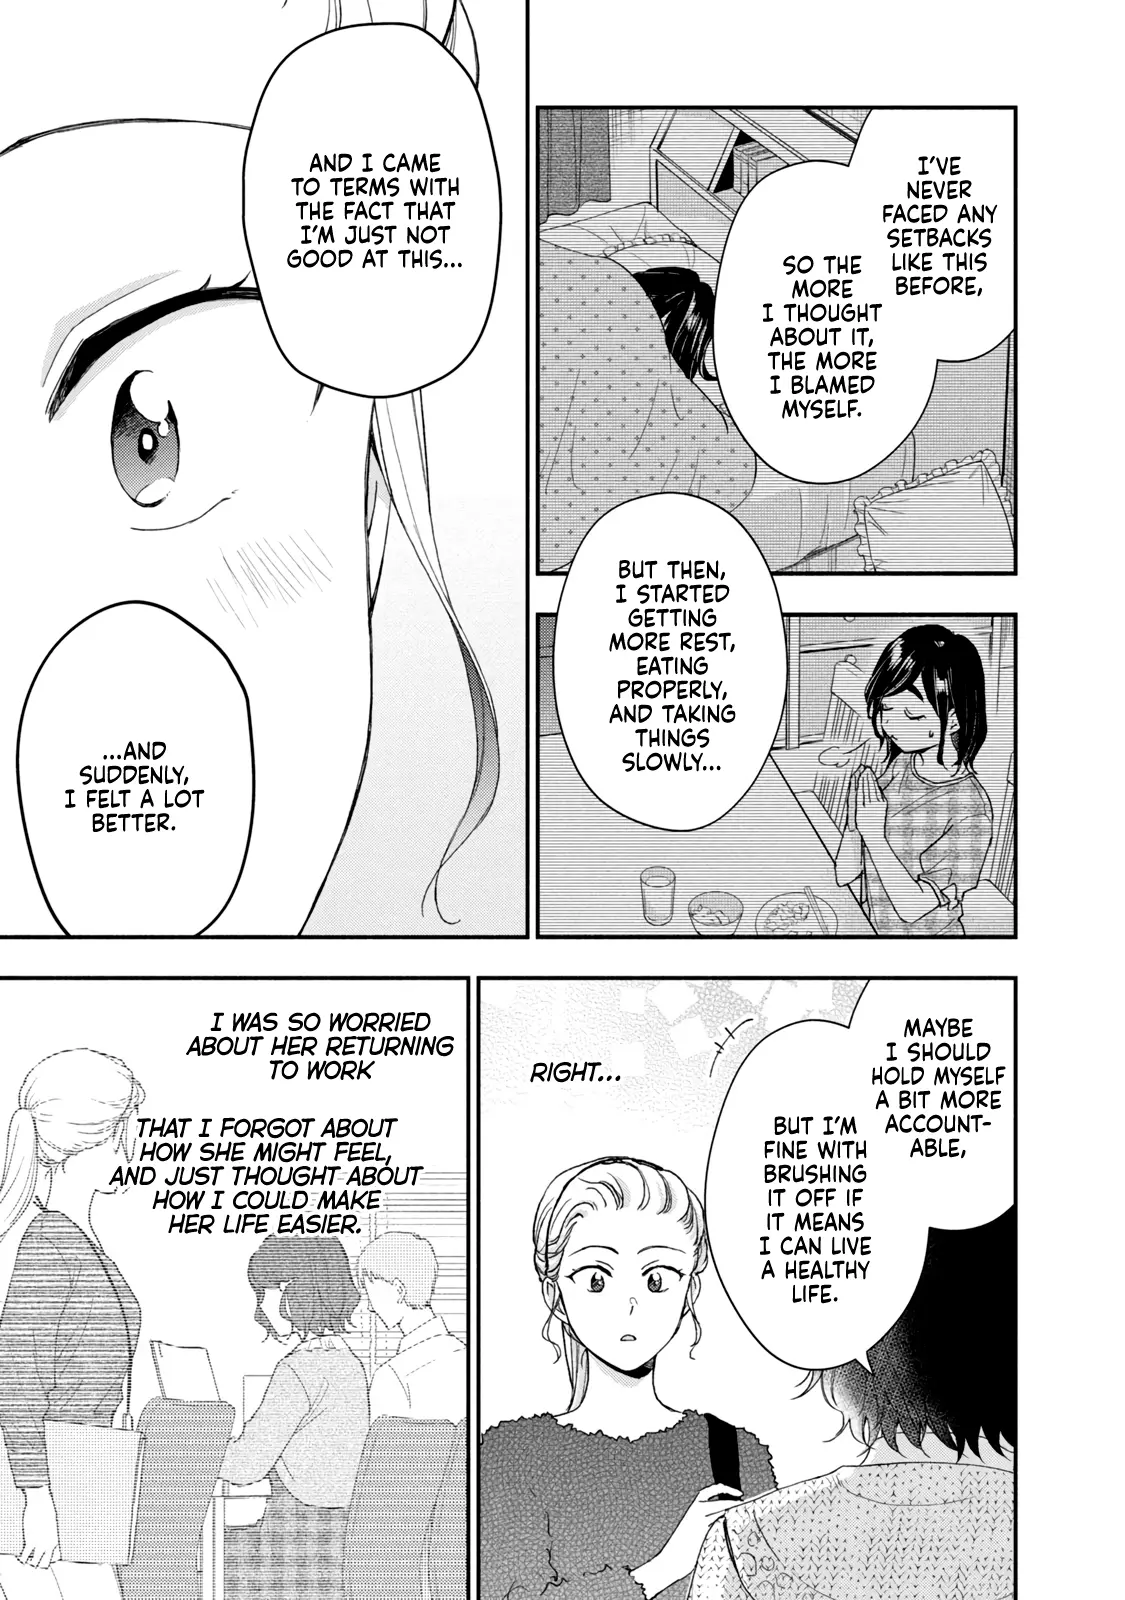 I'VE
NEVER
FACED ANY
SETBACKS
LIKE THIS
BEFORE,
SO THE
MORE
I THOUGHT
ABOUT IT,
THE MORE
I BLAMED
MYSELF.
BUT THEN,
I STARTED
GETTING
MORE REST,
EATING
PROPERLY,
AND TAKING
THINGS
SLOWLY...
AND I CAME
TO TERMS WITH
THE FACT THAT
I'M JUST NOT
GOOD AT THIS...
...AND
SUDDENLY,
I FELT A LOT
BETTER.
MAYBE
I SHOULD
HOLD MYSELF
A BIT MORE
ACCOUNT-
ABLE,
BUT I'M
FINE WITH
BRUSHING
IT OFF IF
IT MEANS
I CAN LIVE
A HEALTHY
LIFE.
RIGHT...
I WAS SO WORRIED
ABOUT HER RETURNING
TO WORK
THAT I FORGOT ABOUT
HOW SHE MIGHT FEEL,
AND JUST THOUGHT ABOUT
HOW I COULD MAKE
HER LIFE EASIER.